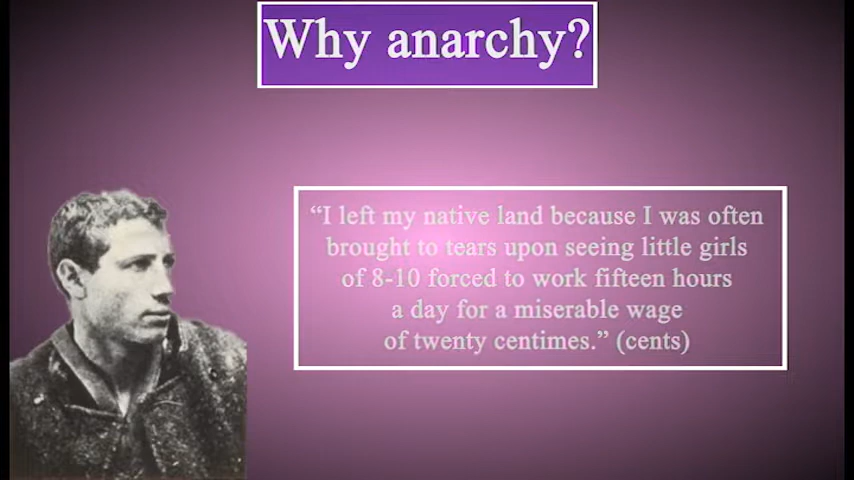 Why anarchy?
“I left my native land because I was often
brought to tears upon seeing little girls
of 8-10 forced to work fifteen hours
a day for a miserable wage
of twenty centimes.” (cents)